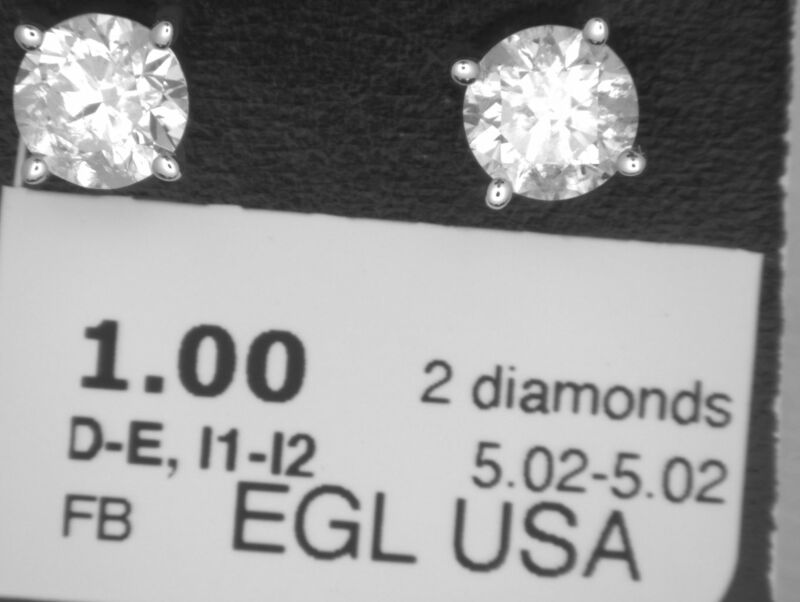 1.00
2 diamonds
D-E, I1-I2
5.02-5.02
FB
EGL USA